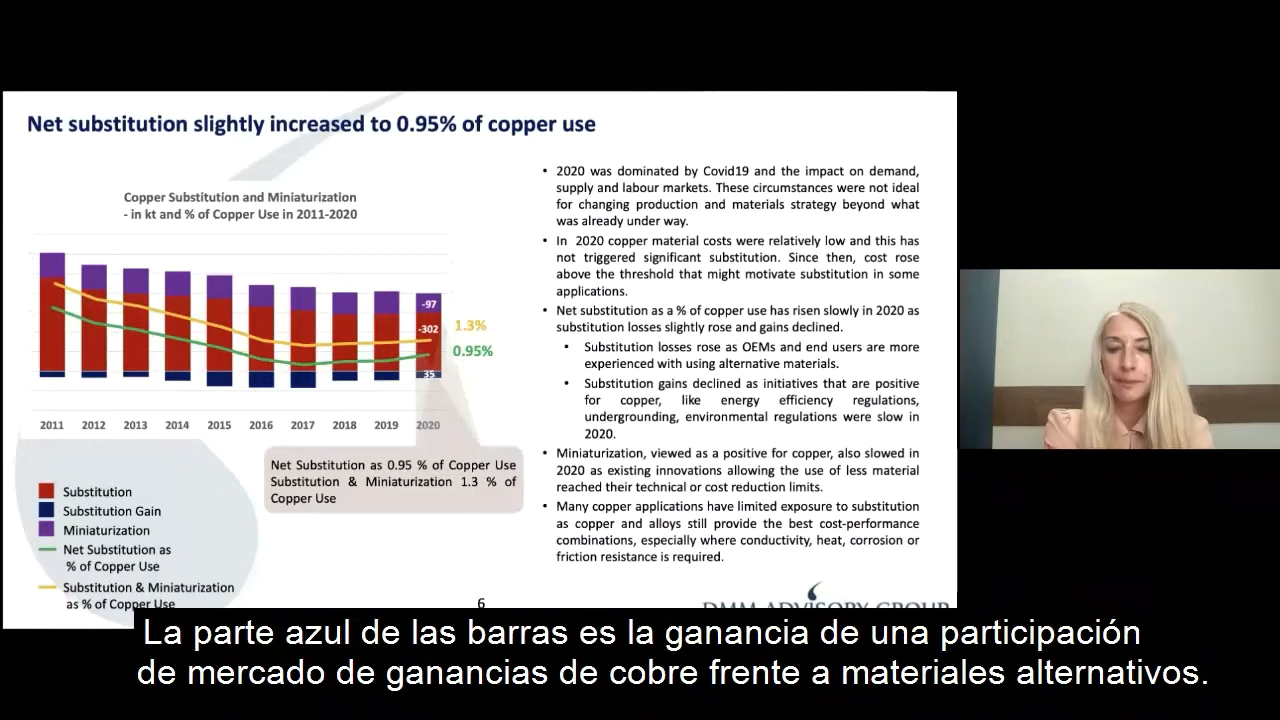 Net substitution slightly increased to 0.95% of copper use
Copper Substitution and Miniaturization
- in kt and % of Copper Use in 2011-2020
-97
-302
35
1.3%
0.95%
2011 2012 2013 2014 2015 2016 2017 2018 2019 2020
Net Substitution as 0.95 % of Copper Use
Substitution & Miniaturization 1.3 % of
Copper Use
Substitution
Substitution Gain
Miniaturization
Net Substitution as
% of Copper Use
Substitution & Miniaturization
as % of Copper Use
• 2020 was dominated by Covid19 and the impact on demand,
supply and labour markets. These circumstances were not ideal
for changing production and materials strategy beyond what
was already under way.
• In 2020 copper material costs were relatively low and this has
not triggered significant substitution. Since then, cost rose
above the threshold that might motivate substitution in some
applications.
• Net substitution as a % of copper use has risen slowly in 2020 as
substitution losses slightly rose and gains declined.
• Substitution losses rose as OEMs and end users are more
experienced with using alternative materials.
• Substitution gains declined as initiatives that are positive
for copper, like energy efficiency regulations,
undergrounding, environmental regulations were slow in
2020.
• Miniaturization, viewed as a positive for copper, also slowed in
2020 as existing innovations allowing the use of less material
reached their technical or cost reduction limits.
• Many copper applications have limited exposure to substitution
as copper and alloys still provide the best cost-performance
combinations, especially where conductivity, heat, corrosion or
friction resistance is required.
6
DMM ADVISORY GROUP
La parte azul de las barras es la ganancia de una participación
de mercado de ganancias de cobre frente a materiales alternativos.